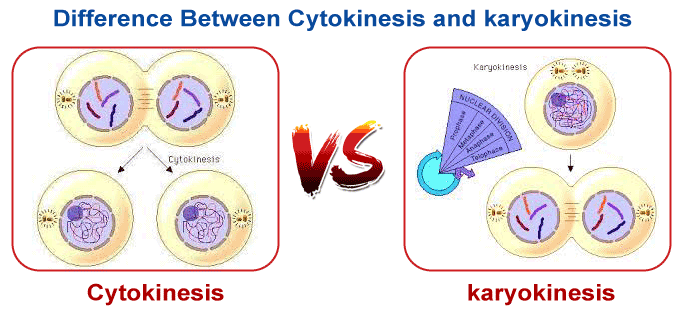 Difference Between Cytokinesis and karyokinesis
Cytokinesis
VS
Karyokinesis
NUCLEAR DIVISION
Prophase
Metaphase
Anaphase
Telophase
Cytokinesis
karyokinesis